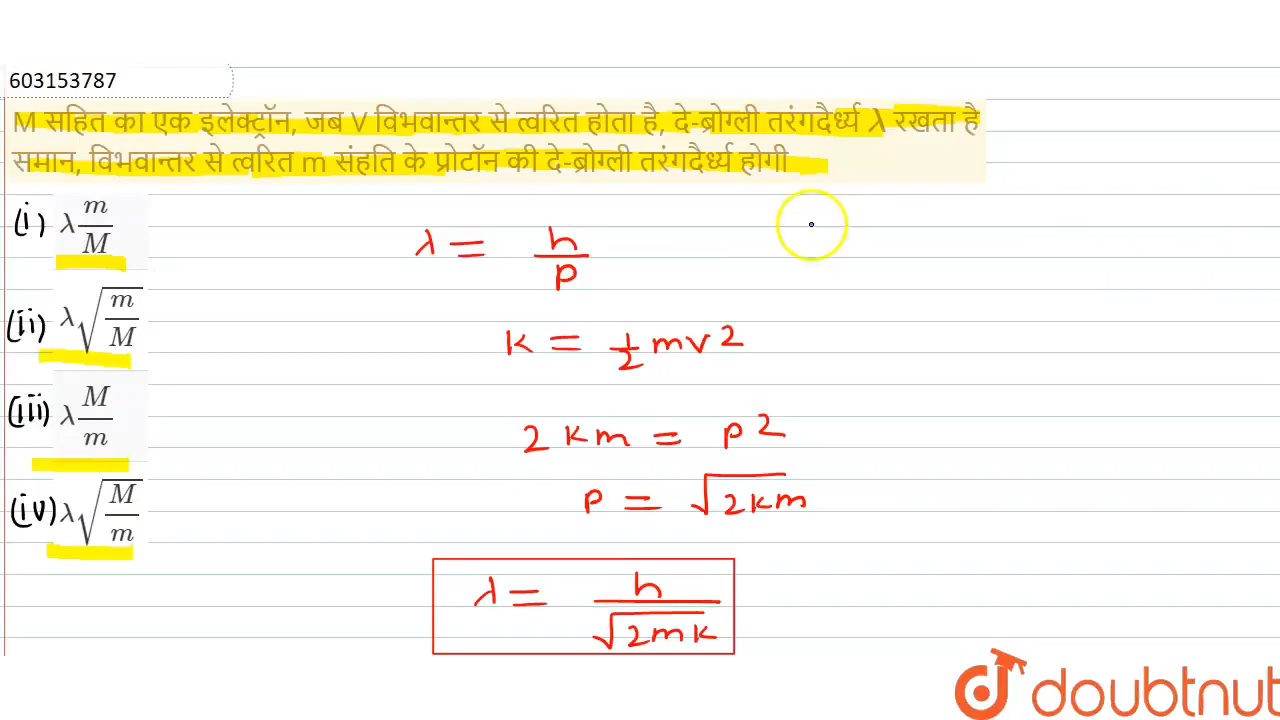 603153787
M सहित का एक इलेक्ट्रॉन, जब V विभवान्तर से त्वरित होता है, दे-ब्रोग्ली तरंगदैर्ध्य λ रखता है
समान, विभवान्तर से त्वरित m संहति के प्रोटॉन की दे-ब्रोग्ली तरंगदैर्ध्य होगी
(i) λ m/M
λ = h/p
(ii) λ√(m/M)
k = 1/2 mv2
(iii) λ M/m
2km = p2
(iv) λ√(M/m)
p = √2km
λ = h/√2mk
doubtnut